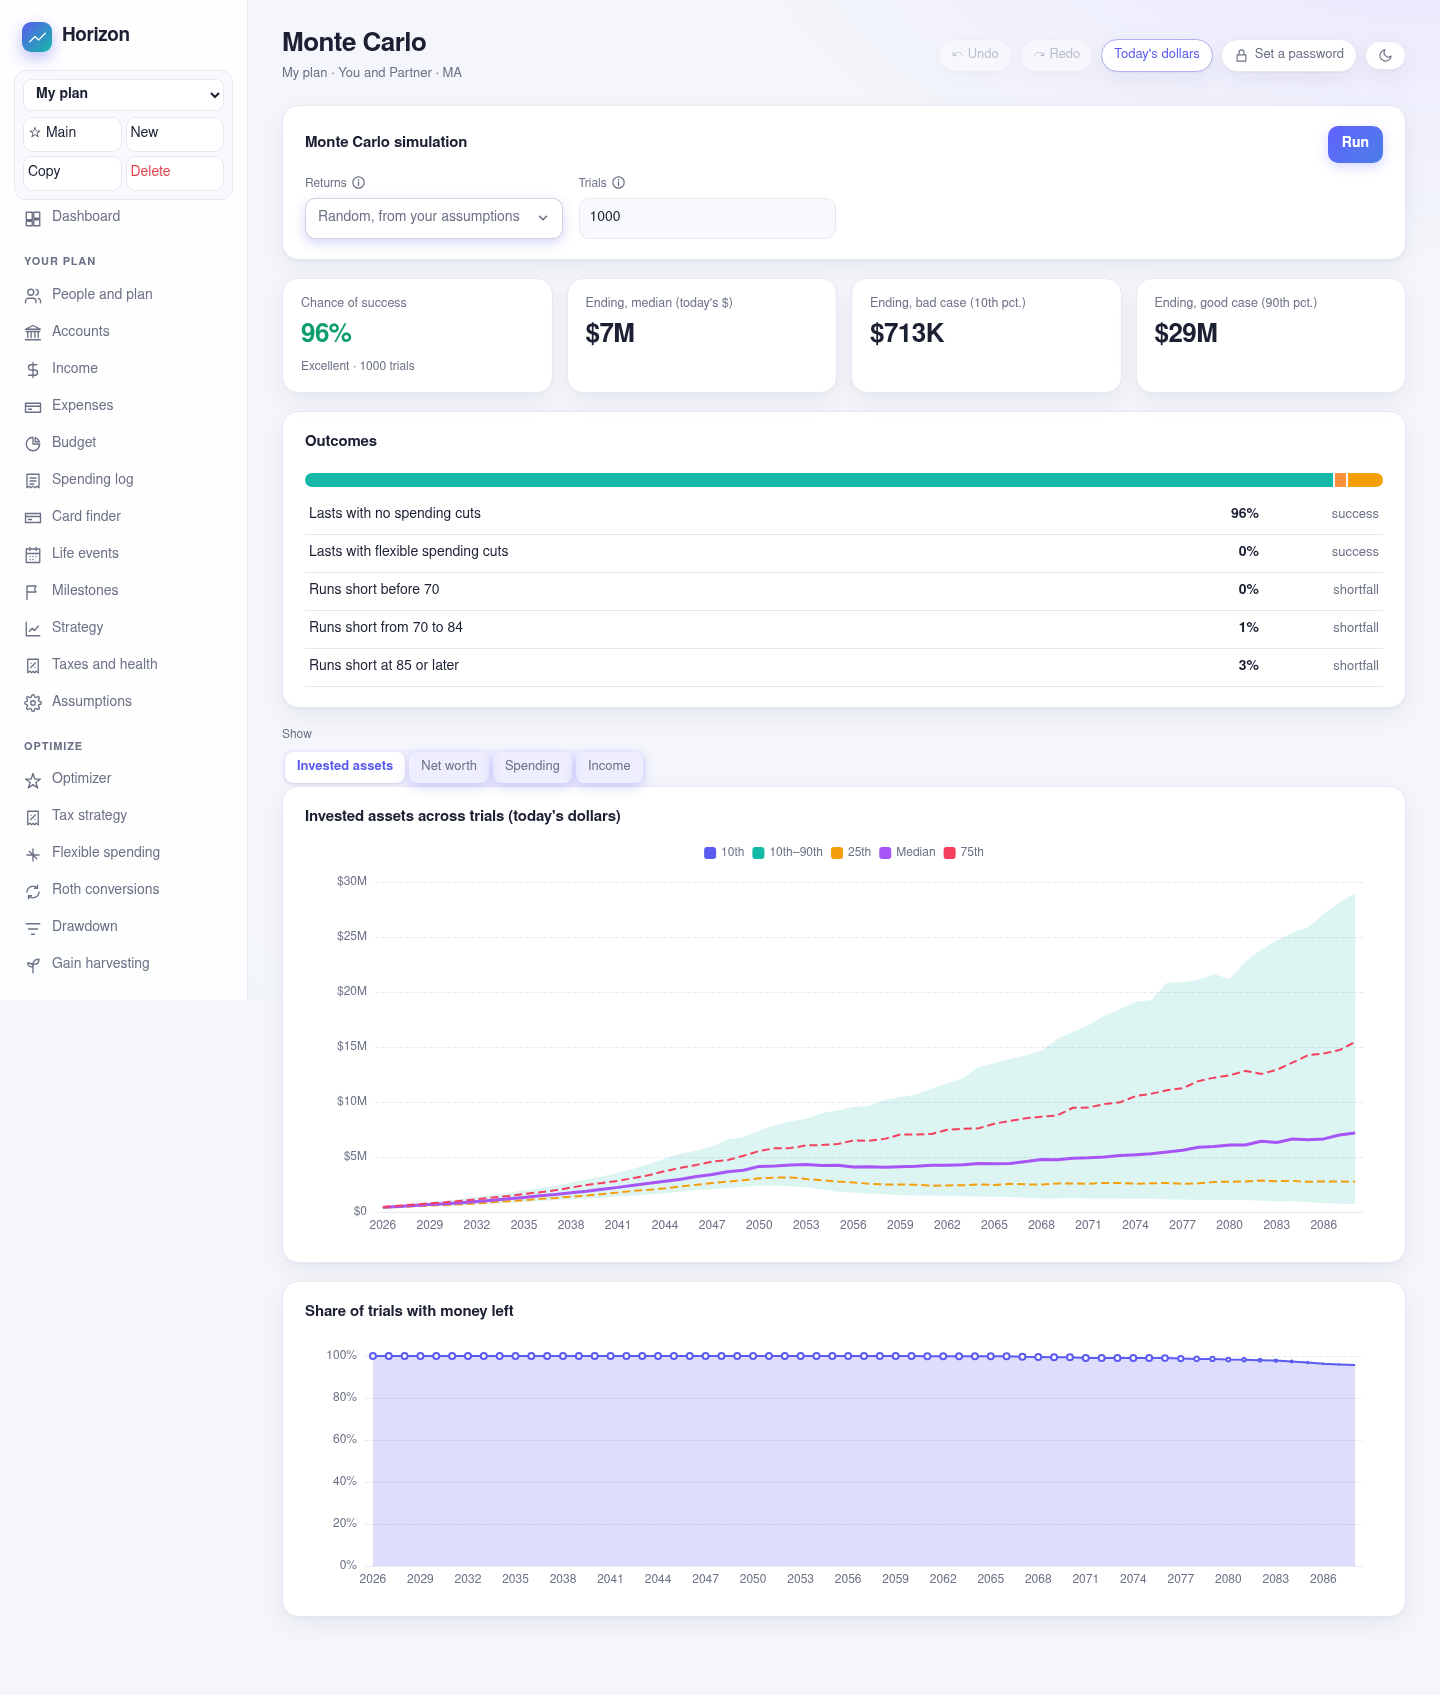 Horizon
My plan
☆ Main
New
Copy
Delete
Dashboard
YOUR PLAN
People and plan
Accounts
Income
Expenses
Budget
Spending log
Card finder
Life events
Milestones
Strategy
Taxes and health
Assumptions
OPTIMIZE
Optimizer
Tax strategy
Flexible spending
Roth conversions
Drawdown
Gain harvesting
Monte Carlo
My plan · You and Partner · MA
Undo
Redo
Today's dollars
Set a password
Monte Carlo simulation
Run
Returns
Trials
Random, from your assumptions
1000
Chance of success
96%
Excellent · 1000 trials
Ending, median (today's $)
$7M
Ending, bad case (10th pct.)
$713K
Ending, good case (90th pct.)
$29M
Outcomes
Lasts with no spending cuts 96% success
Lasts with flexible spending cuts 0% success
Runs short before 70 0% shortfall
Runs short from 70 to 84 1% shortfall
Runs short at 85 or later 3% shortfall
Show
Invested assets
Net worth
Spending
Income
Invested assets across trials (today's dollars)
10th 10th–90th 25th Median 75th
$30M
$25M
$20M
$15M
$10M
$5M
$0
2026 2029 2032 2035 2038 2041 2044 2047 2050 2053 2056 2059 2062 2065 2068 2071 2074 2077 2080 2083 2086
Share of trials with money left
100%
80%
60%
40%
20%
0%
2026 2029 2032 2035 2038 2041 2044 2047 2050 2053 2056 2059 2062 2065 2068 2071 2074 2077 2080 2083 2086